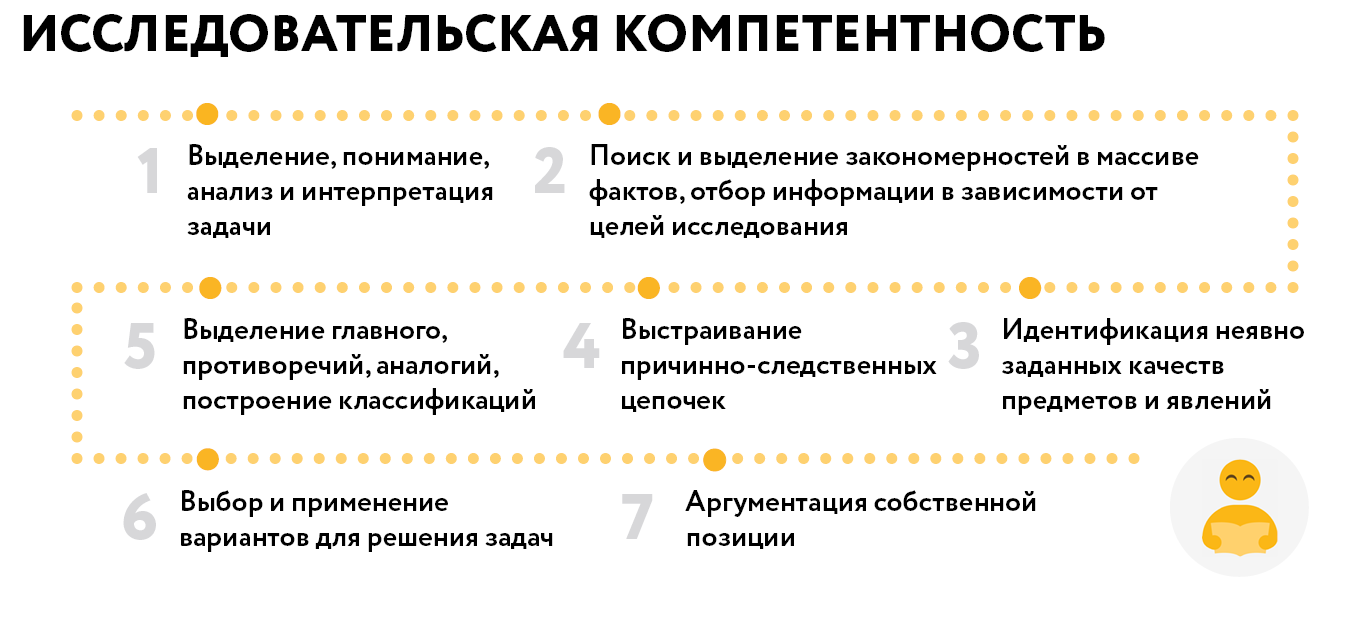 ИССЛЕДОВАТЕЛЬСКАЯ КОМПЕТЕНТНОСТЬ
1
Выделение, понимание,
анализ и интерпретация
задачи
2
Поиск и выделение закономерностей в массиве
фактов, отбор информации в зависимости от
целей исследования
3
Идентификация неявно
заданных качеств
предметов и явлений
4
Выстраивание
причинно-следственных
цепочек
5
Выделение главного,
противоречий, аналогий,
построение классификаций
6
Выбор и применение
вариантов для решения задач
7
Аргументация собственной
позиции